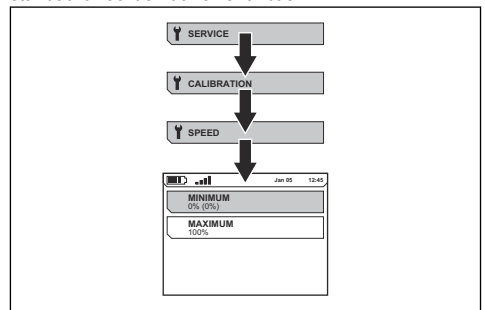 SERVICE
CALIBRATION
SPEED
Jan 05 12:45
MINIMUM
0% (0%)
MAXIMUM
100%